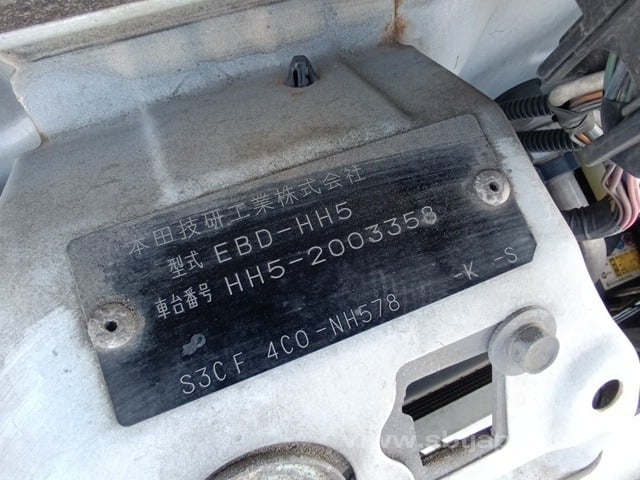 本田技研工業株式会社
型式 EBD-HH5
車台番号 HH5-2003358
S3CF 4C0-NH578 -K -S